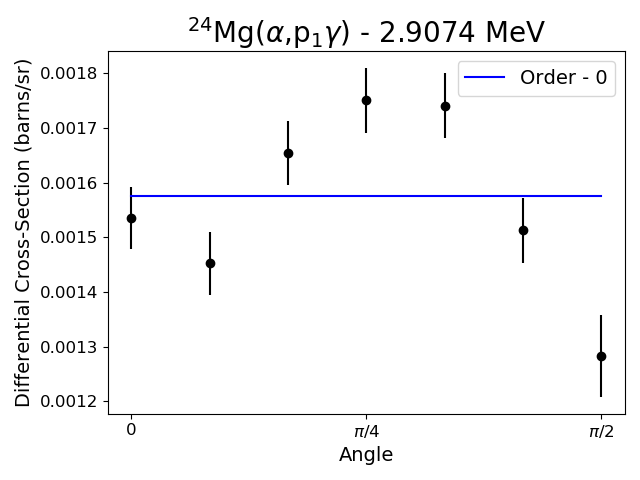 ²⁴Mg(α,p₁γ) - 2.9074 MeV
Order - 0
Differential Cross-Section (barns/sr)
0.0018
0.0017
0.0016
0.0015
0.0014
0.0013
0.0012
0 π/4 π/2
Angle